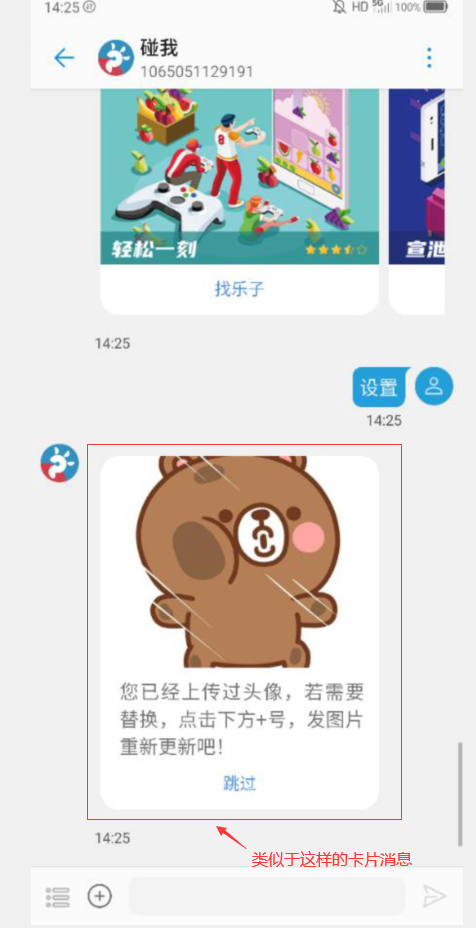 14:25
HD 5G 100%
碰我
1065051129191
轻松一刻
宣泄
找乐子
14:25
设置
14:25
您已经上传过头像，若需要
替换，点击下方+号，发图片
重新更新吧！
跳过
14:25
类似于这样的卡片消息